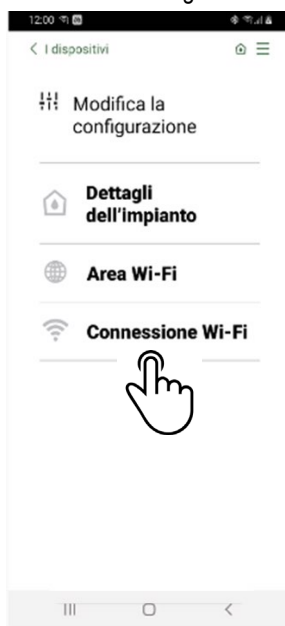 12:00
I dispositivi
Modifica la
configurazione
Dettagli
dell'impianto
Area Wi-Fi
Connessione Wi-Fi